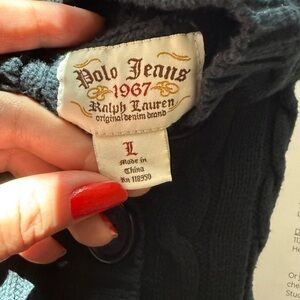 Polo Jeans
1967
Ralph Lauren
original denim brand
L
Made in
China
Rn 118950